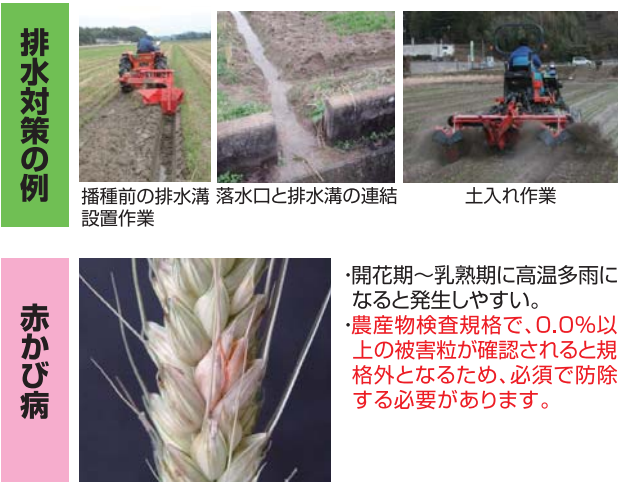 排水対策の例
播種前の排水溝
設置作業
落水口と排水溝の連結
土入れ作業
赤かび病
・開花期～乳熟期に高温多雨に
なると発生しやすい。
・農産物検査規格で、0.0%以
上の被害粒が確認されると規
格外となるため、必須で防除
する必要があります。